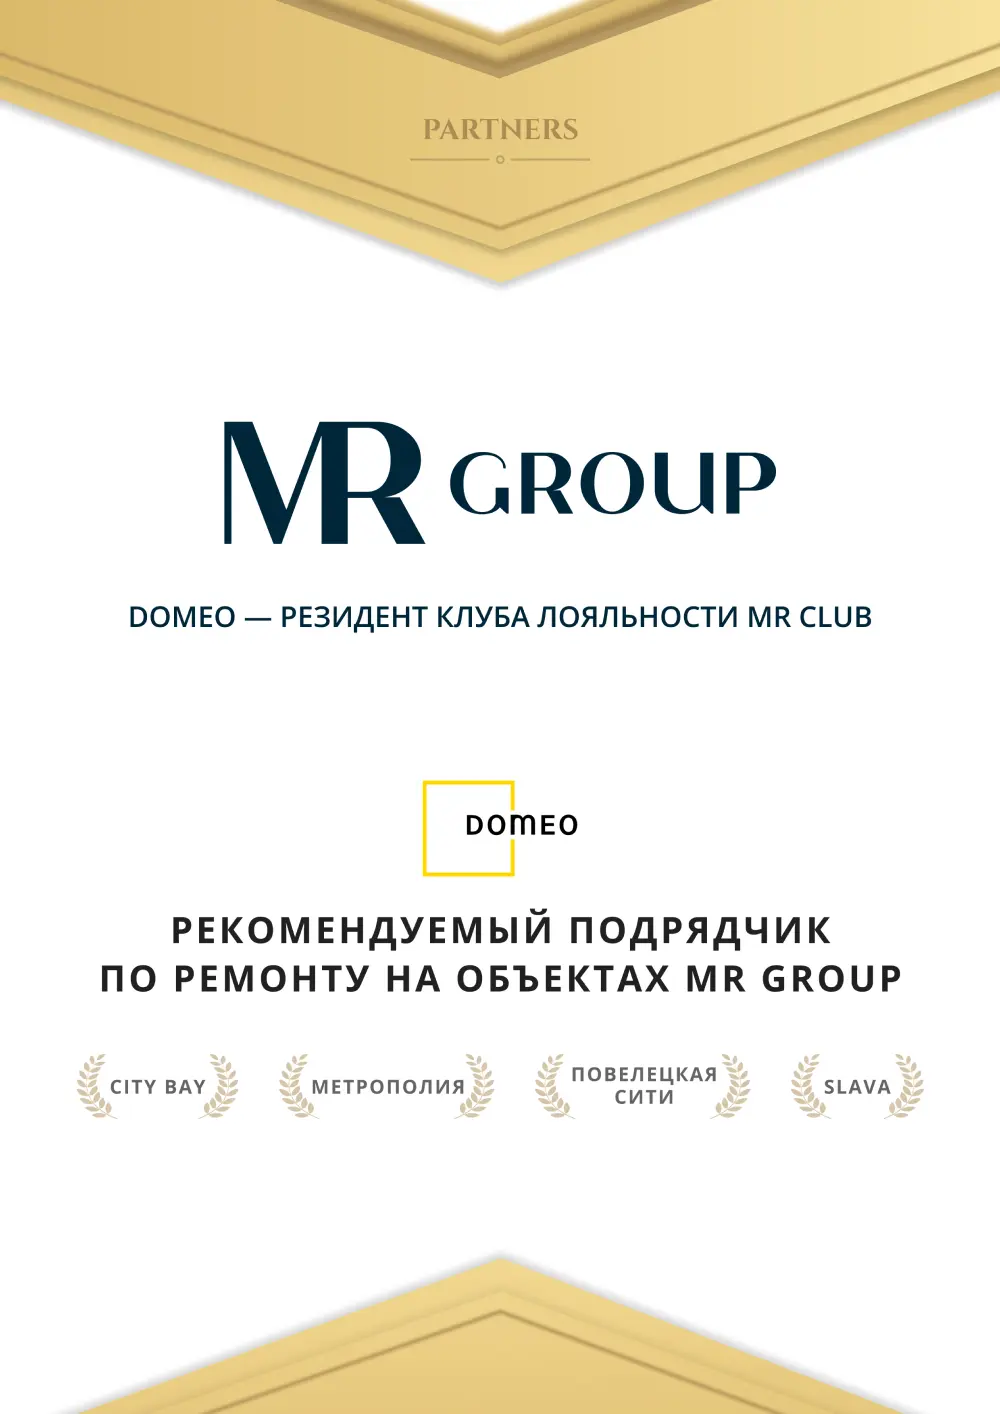 PARTNERS
MR GROUP
DOMEO — РЕЗИДЕНТ КЛУБА ЛОЯЛЬНОСТИ MR CLUB
DOMEO
РЕКОМЕНДУЕМЫЙ ПОДРЯДЧИК
ПО РЕМОНТУ НА ОБЪЕКТАХ MR GROUP
CITY BAY
МЕТРОПОЛИЯ
ПОВЕЛЕЦКАЯ
СИТИ
SLAVA